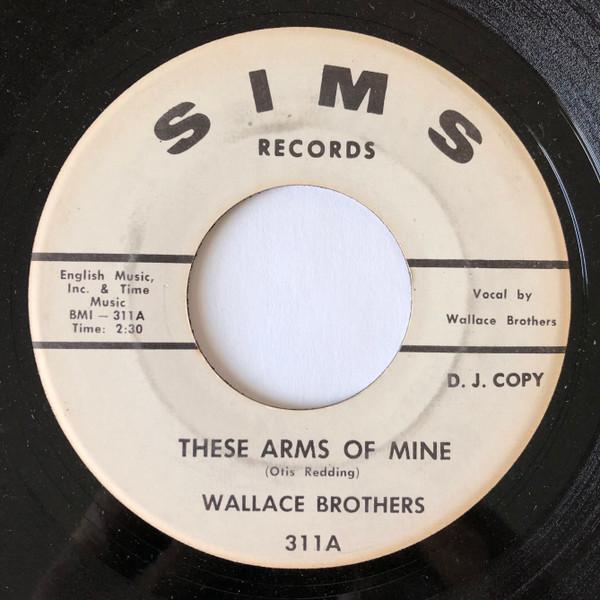 SIMS
RECORDS
English Music,
Inc. & Time
Music
BMI — 311A
Time: 2:30
Vocal by
Wallace Brothers
D. J. COPY
THESE ARMS OF MINE
(Otis Redding)
WALLACE BROTHERS
311A